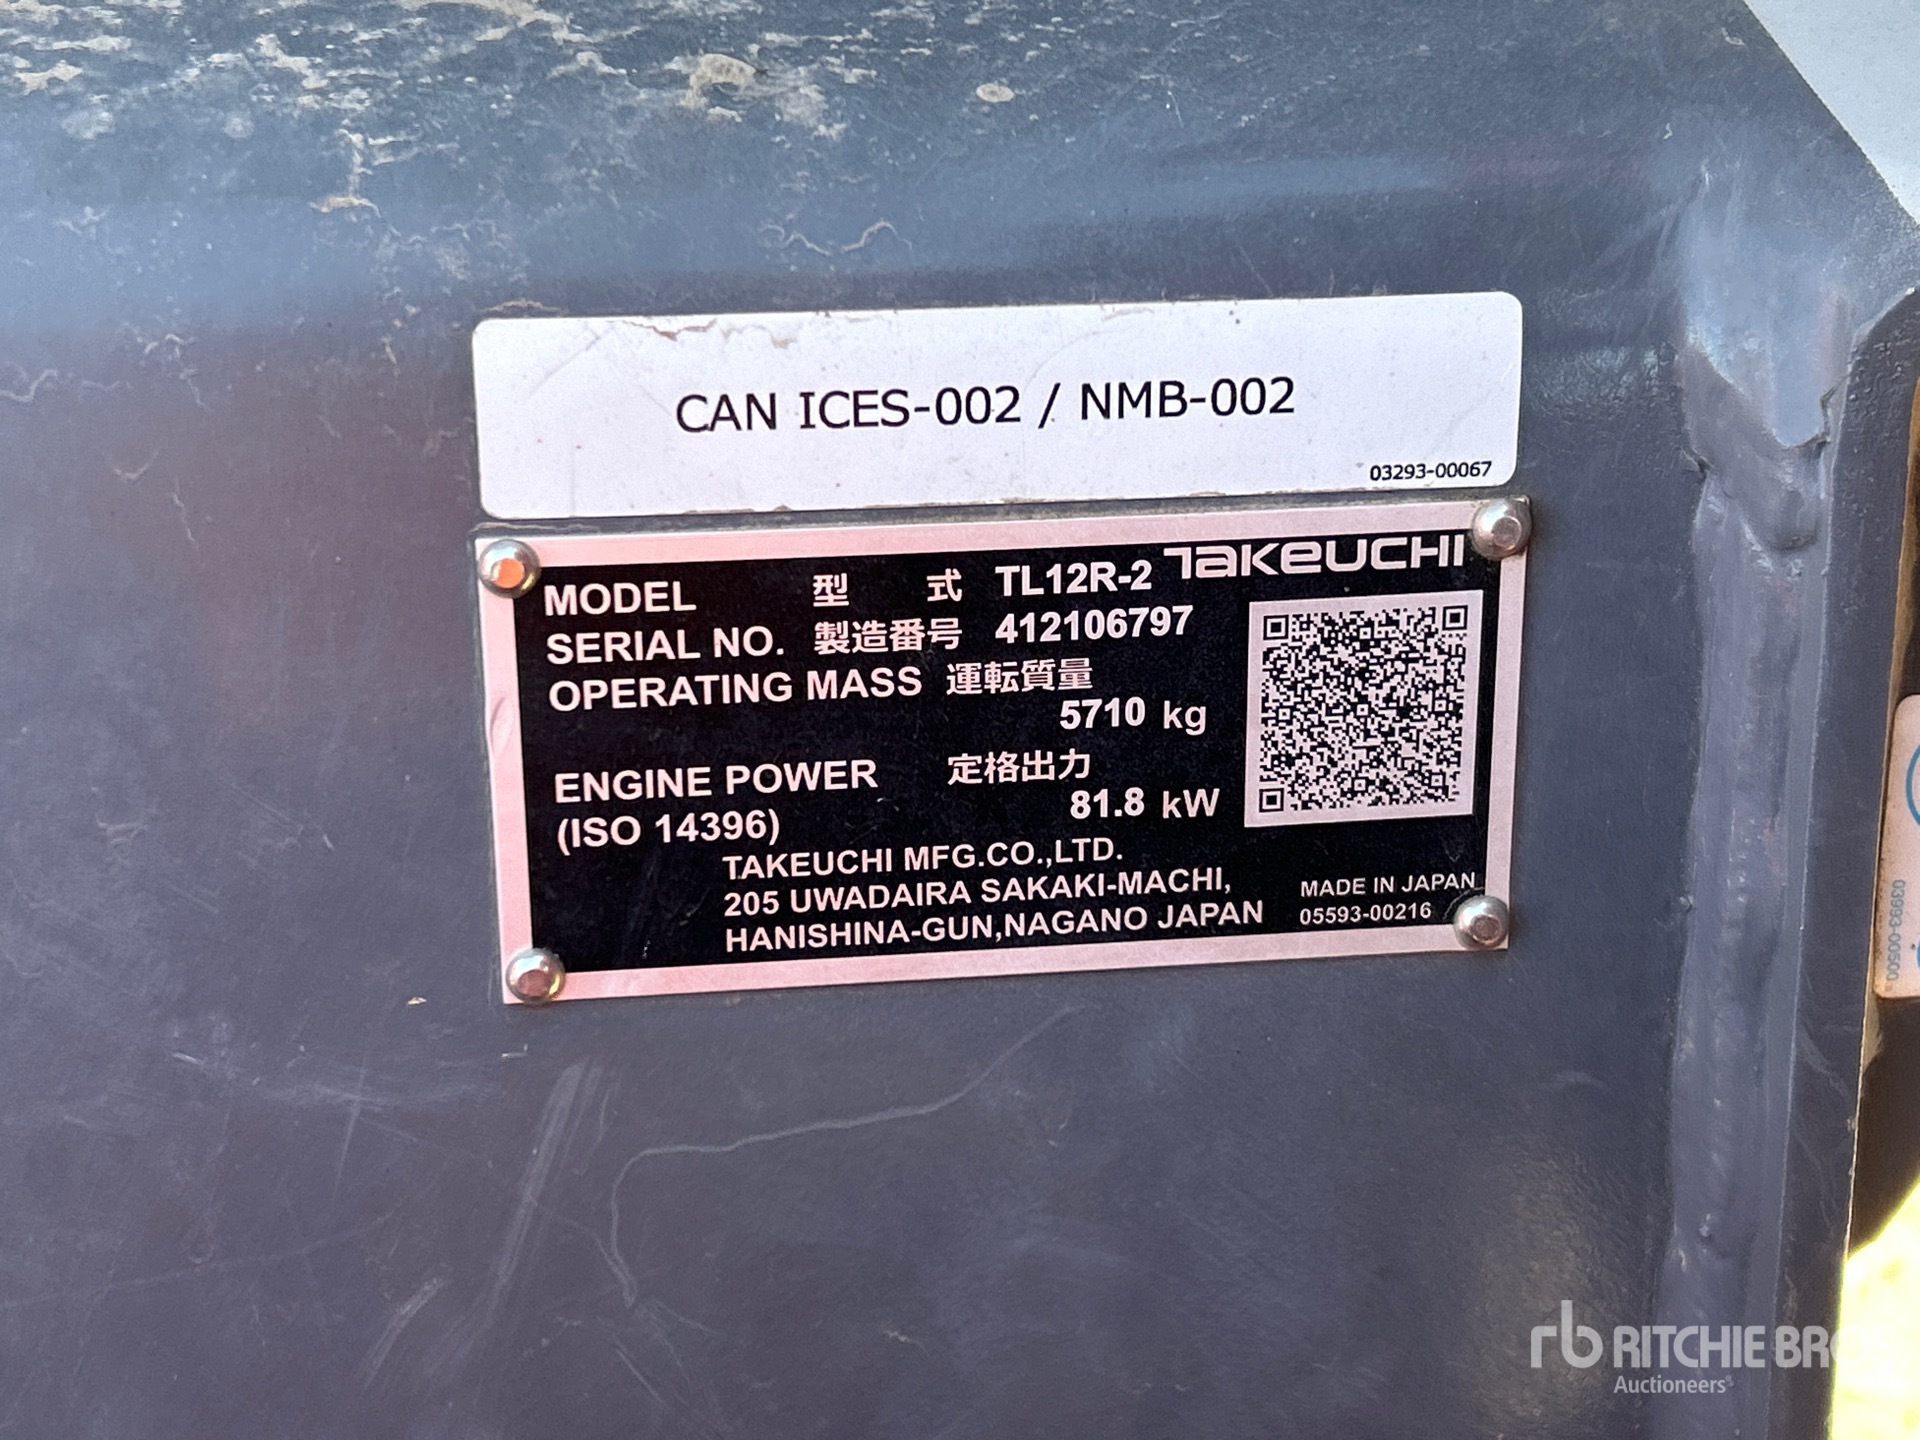 CAN ICES-002 / NMB-002
03293-00067
TAKEUCHI
MODEL 型 式 TL12R-2
SERIAL NO. 製造番号 412106797
OPERATING MASS 運転質量
5710 kg
ENGINE POWER 定格出力
(ISO 14396) 81.8 kW
TAKEUCHI MFG.CO.,LTD.
205 UWADAIRA SAKAKI-MACHI,
HANISHINA-GUN,NAGANO JAPAN
MADE IN JAPAN
05593-00216
03993-00500
rb RITCHIE BR
Auctioneers